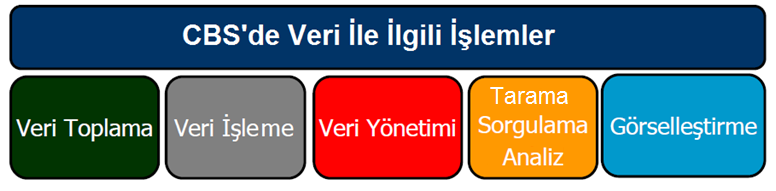 CBS'de Veri İle İlgili İşlemler
Veri Toplama
Veri İşleme
Veri Yönetimi
Tarama
Sorgulama
Analiz
Görselleştirme